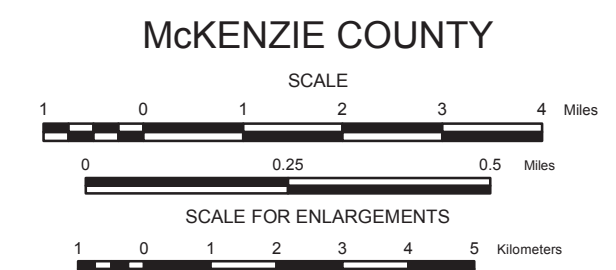 McKENZIE COUNTY
SCALE
1 0 1 2 3 4 Miles
0 0.25 0.5 Miles
SCALE FOR ENLARGEMENTS
1 0 1 2 3 4 5 Kilometers